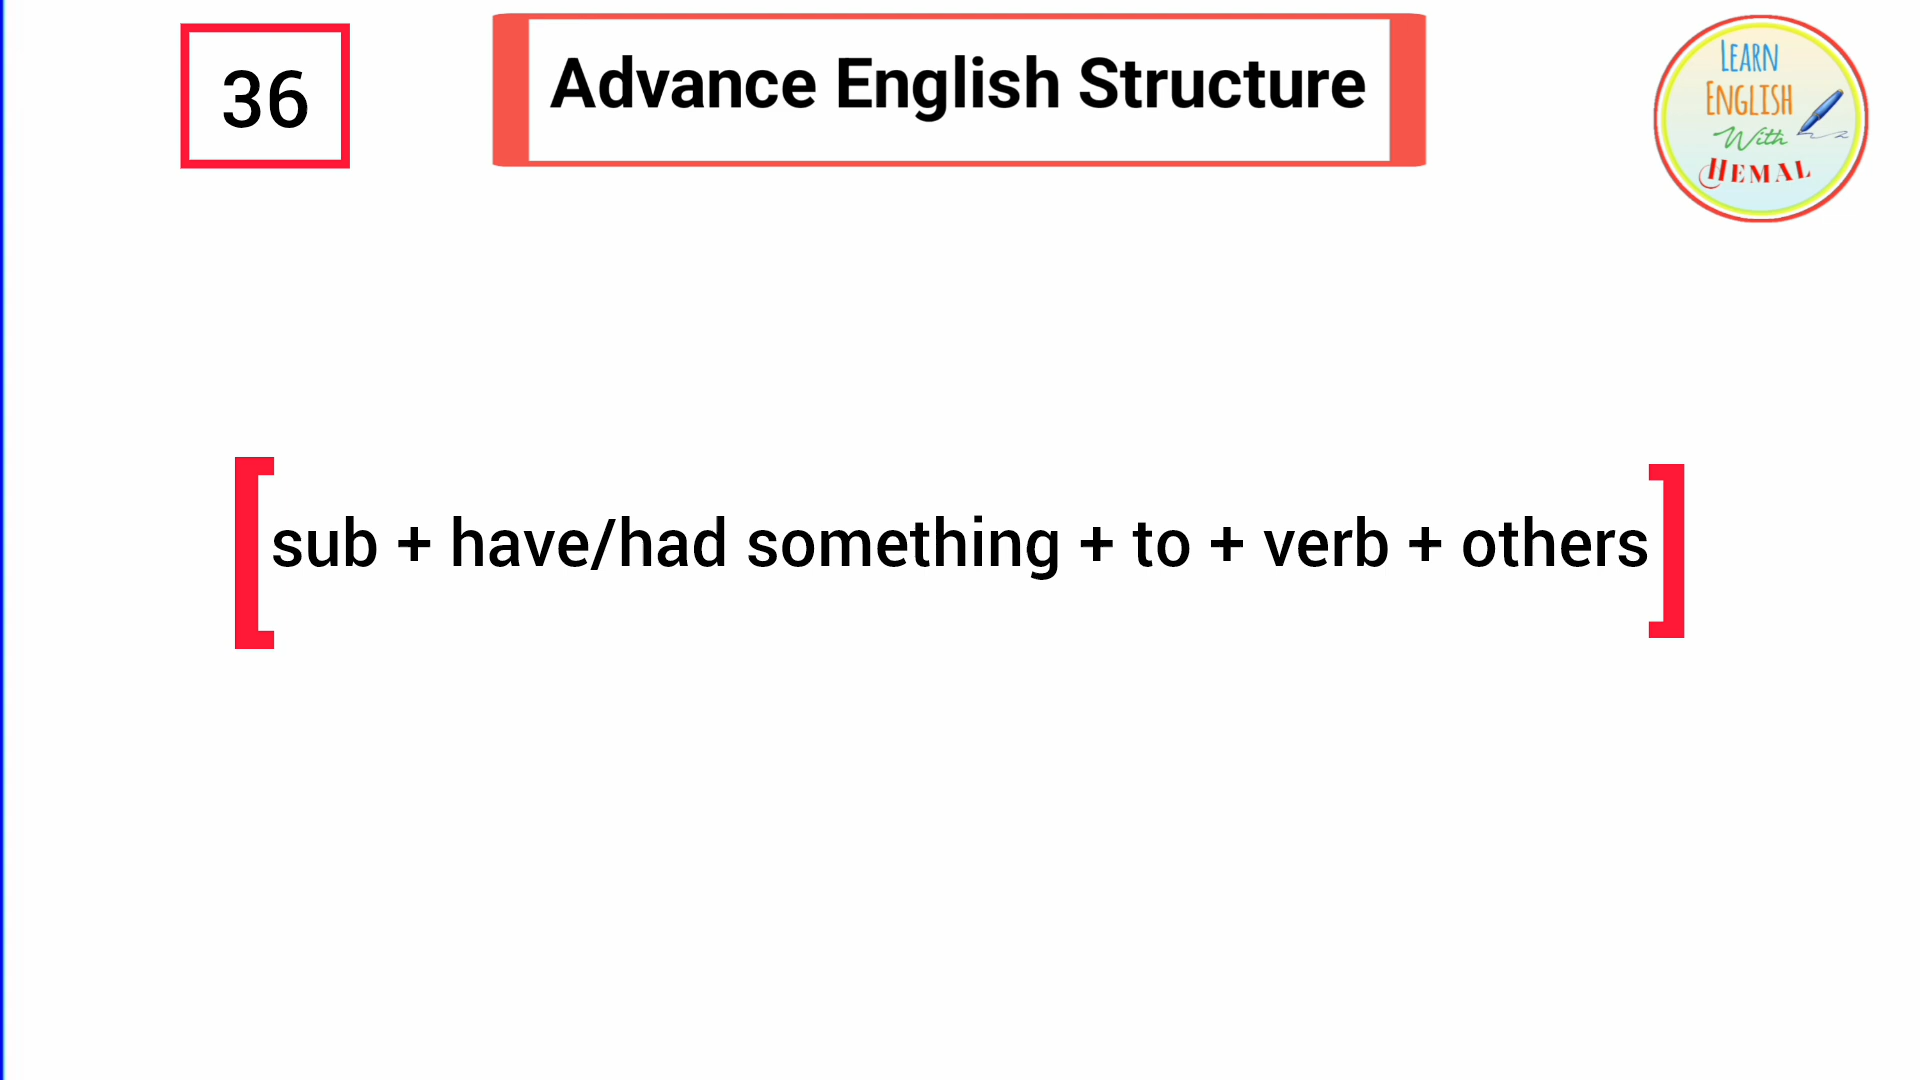 36
Advance English Structure
LEARN
ENGLISH
With
HEMAL
sub + have/had something + to + verb + others